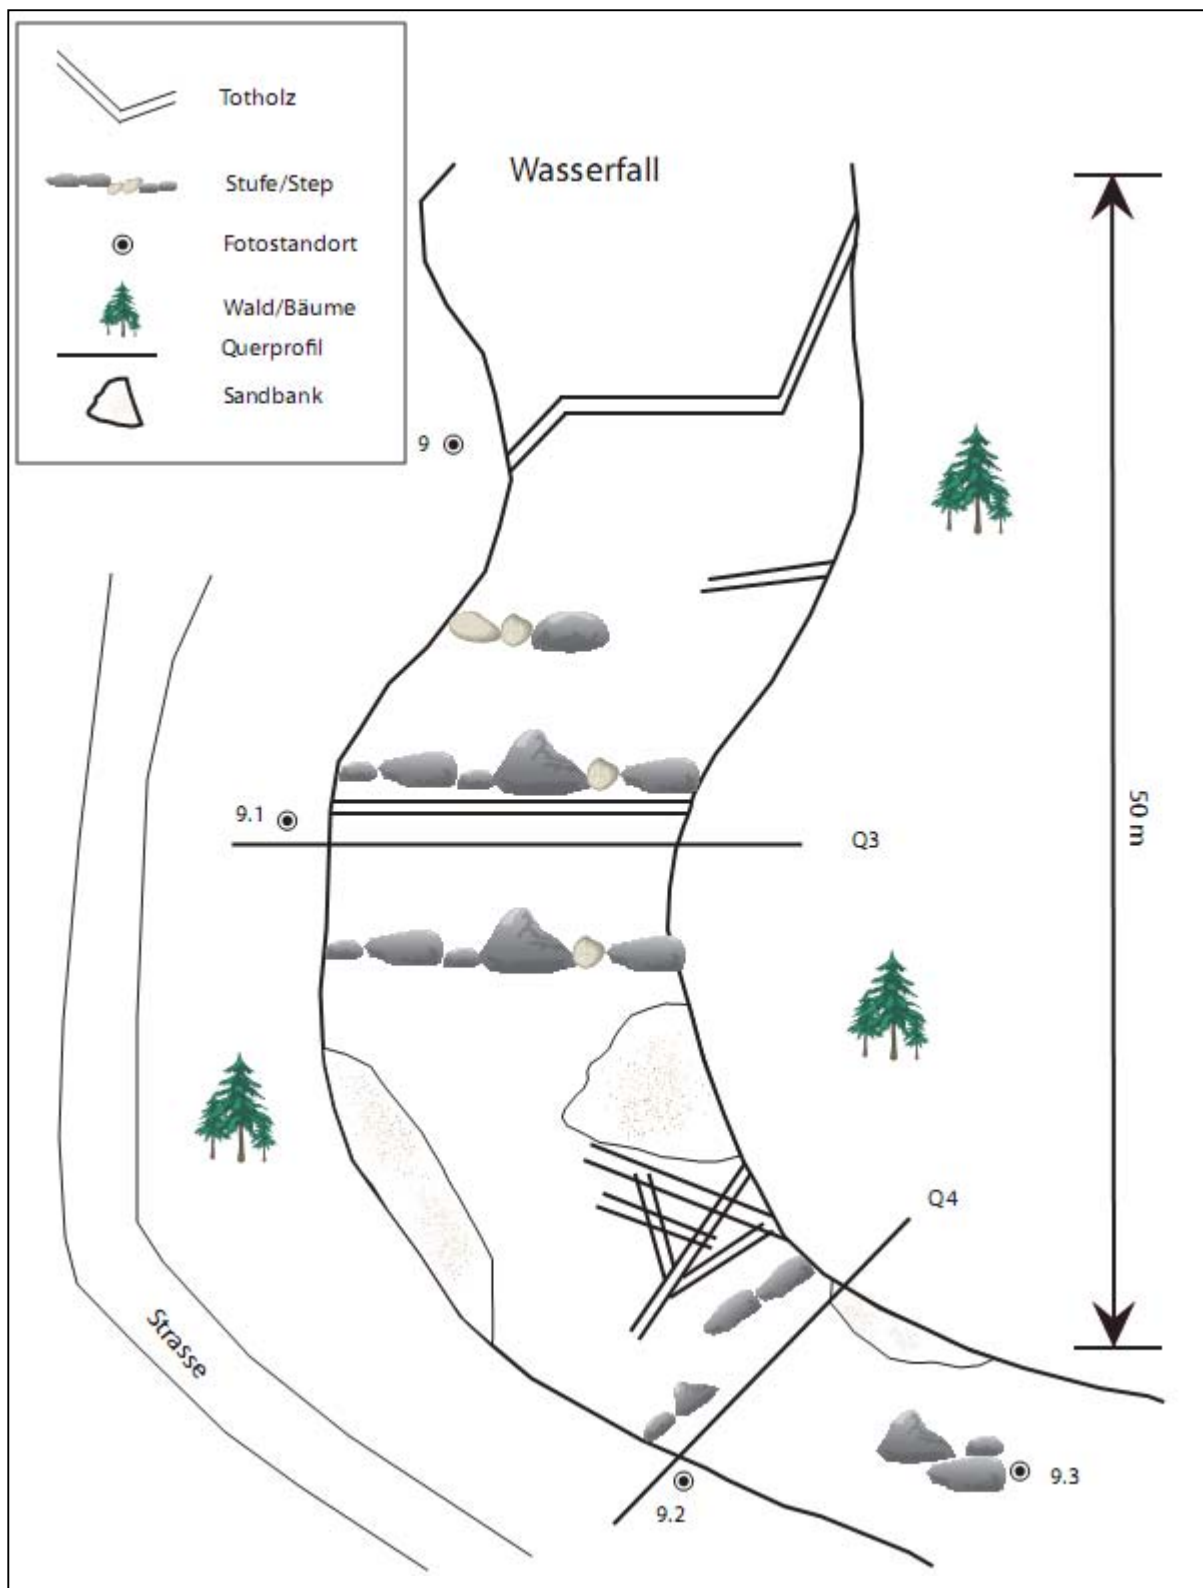 Totholz
Stufe/Step
Fotostandort
Wald/Bäume
Querprofil
Sandbank
Wasserfall
9
9.1
Q3
50 m
Q4
Strasse
9.3
9.2